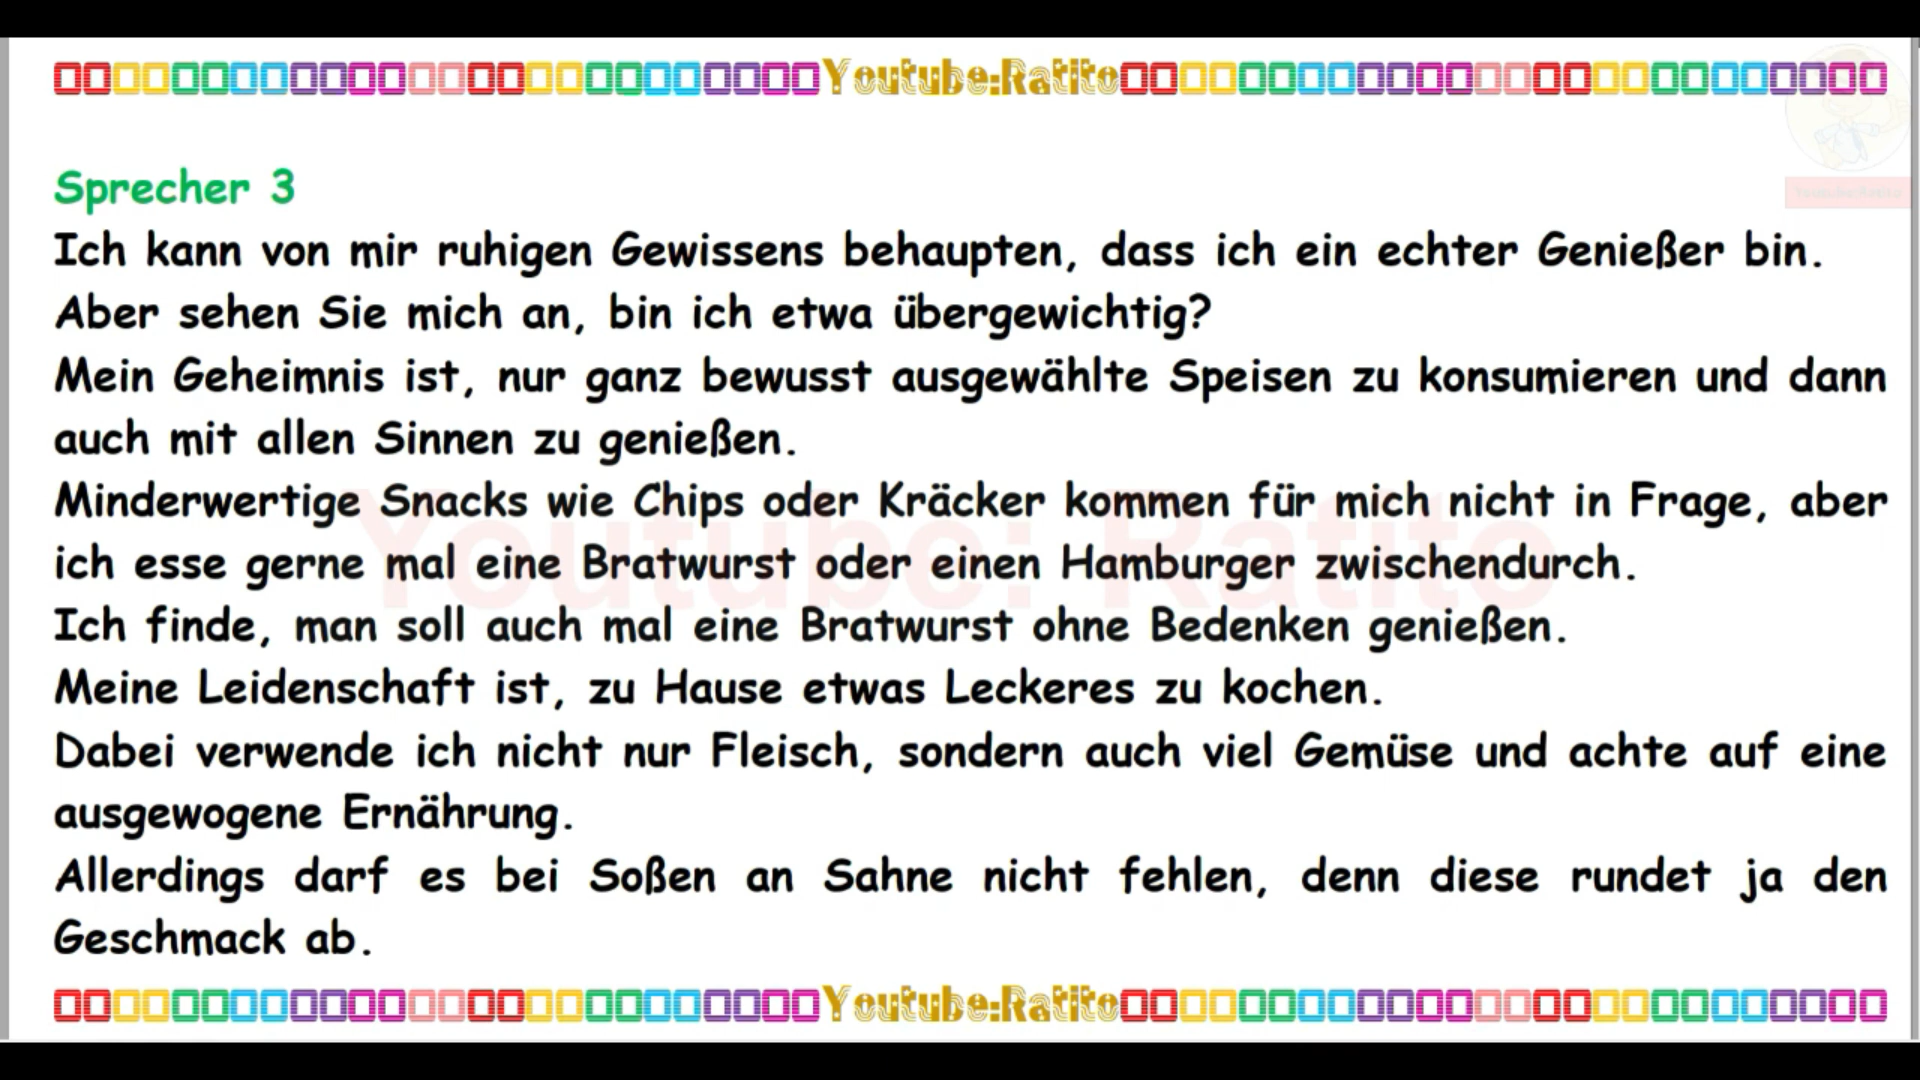 Youtube:Ratito
Sprecher 3
Ich kann von mir ruhigen Gewissens behaupten, dass ich ein echter Genießer bin.
Aber sehen Sie mich an, bin ich etwa übergewichtig?
Mein Geheimnis ist, nur ganz bewusst ausgewählte Speisen zu konsumieren und dann
auch mit allen Sinnen zu genießen.
Minderwertige Snacks wie Chips oder Kräcker kommen für mich nicht in Frage, aber
ich esse gerne mal eine Bratwurst oder einen Hamburger zwischendurch.
Youtube: Ratito
Ich finde, man soll auch mal eine Bratwurst ohne Bedenken genießen.
Meine Leidenschaft ist, zu Hause etwas Leckeres zu kochen.
Dabei verwende ich nicht nur Fleisch, sondern auch viel Gemüse und achte auf eine
ausgewogene Ernährung.
Allerdings darf es bei Soßen an Sahne nicht fehlen, denn diese rundet ja den
Geschmack ab.
Youtube:Ratito